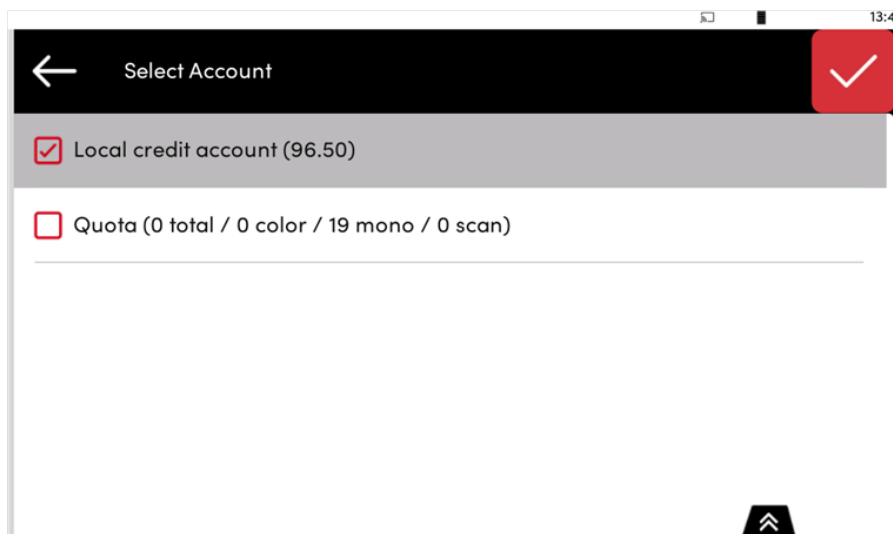 13:4
Select Account
Local credit account (96.50)
Quota (0 total / 0 color / 19 mono / 0 scan)